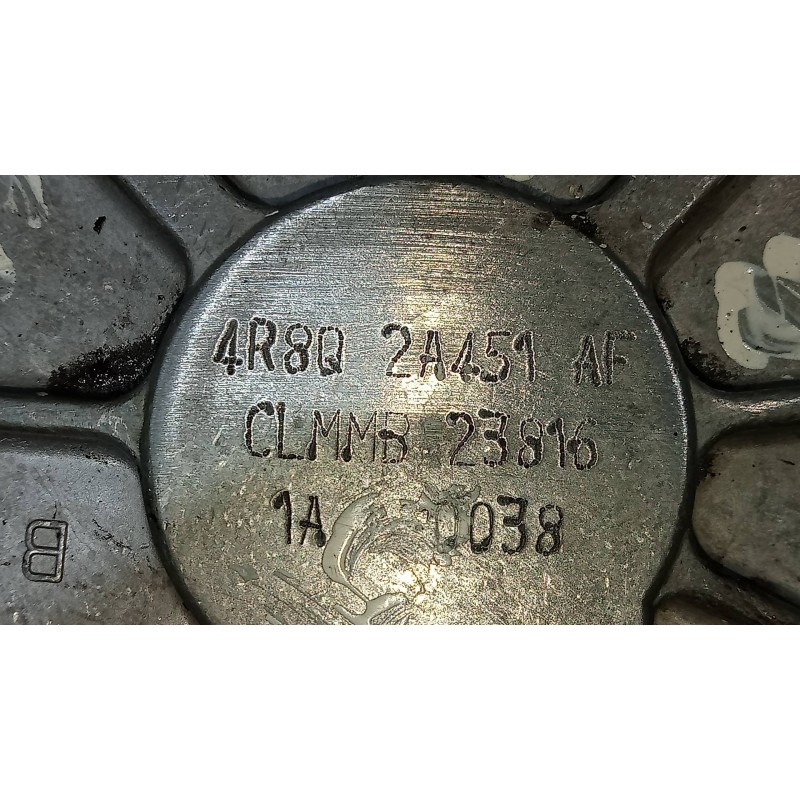 4R8Q 2A451 AF
CLMMB 23816
1A 0038
B